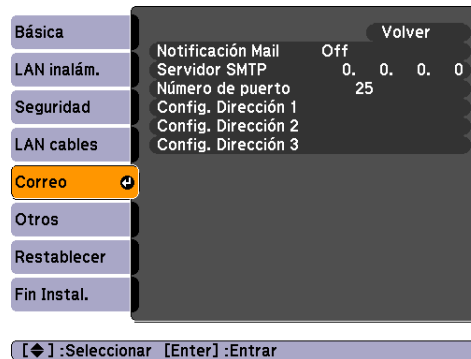 Básica
LAN inalám.
Seguridad
LAN cables
Correo
Otros
Restablecer
Fin Instal.
Volver
Notificación Mail Off
Servidor SMTP 0. 0. 0. 0
Número de puerto 25
Config. Dirección 1
Config. Dirección 2
Config. Dirección 3
[◆] :Seleccionar [Enter] :Entrar